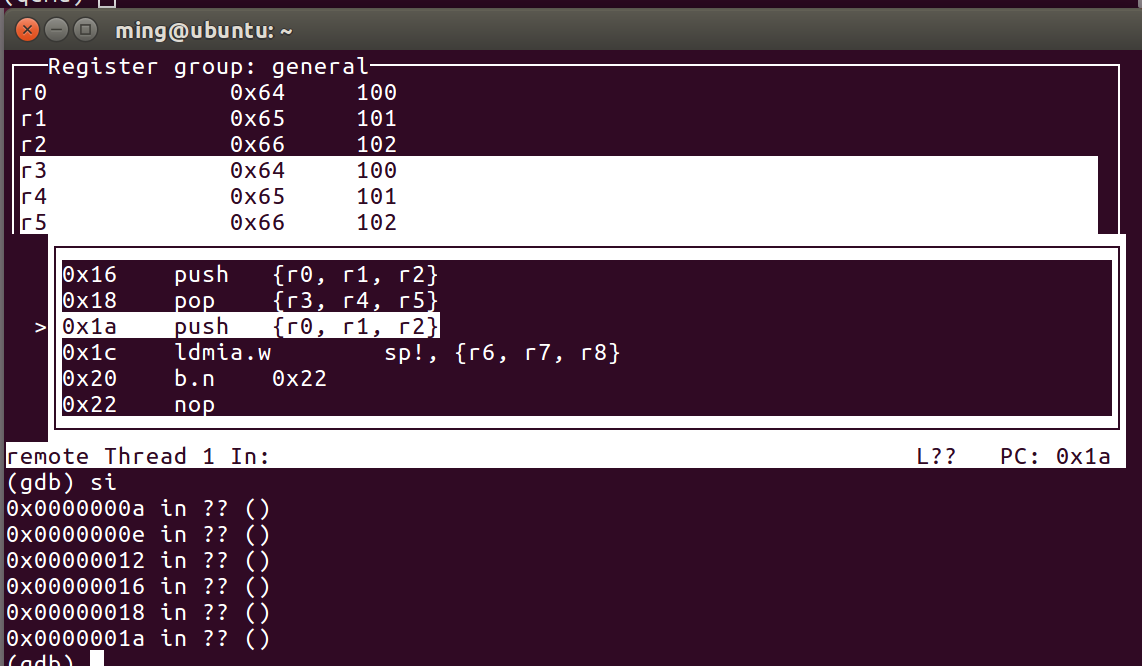 ming@ubuntu: ~
Register group: general
r0 0x64 100
r1 0x65 101
r2 0x66 102
r3 0x64 100
r4 0x65 101
r5 0x66 102
0x16 push {r0, r1, r2}
0x18 pop {r3, r4, r5}
> 0x1a push {r0, r1, r2}
0x1c ldmia.w sp!, {r6, r7, r8}
0x20 b.n 0x22
0x22 nop
remote Thread 1 In: L?? PC: 0x1a
(gdb) si
0x0000000a in ?? ()
0x0000000e in ?? ()
0x00000012 in ?? ()
0x00000016 in ?? ()
0x00000018 in ?? ()
0x0000001a in ?? ()
(gdb)